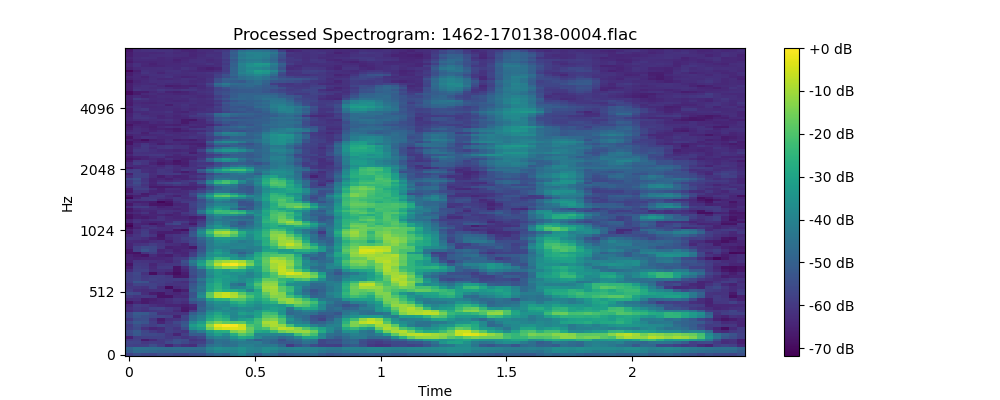 Processed Spectrogram: 1462-170138-0004.flac
Hz
4096
2048
1024
512
0
0 0.5 1 1.5 2
Time
+0 dB
-10 dB
-20 dB
-30 dB
-40 dB
-50 dB
-60 dB
-70 dB